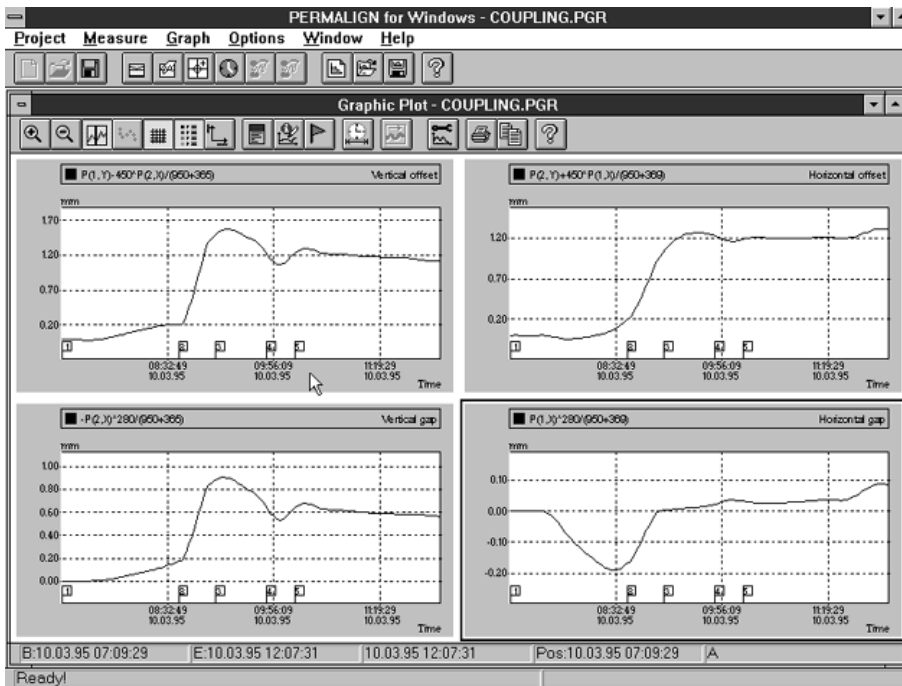 PERMALIGN for Windows - COUPLING.PGR
Project Measure Graph Options Window Help
Graphic Plot - COUPLING.PGR
P(1,Y)-450*P(2,X)/(950+365) Vertical offset
mm
1.70
1.20
0.70
0.20
1 2 3 4 5
08:32:49 09:56:09 11:19:29
10.03.95 10.03.95 10.03.95
Time
P(2,Y)+450*P(1,X)/(950+369) Horizontal offset
mm
1.20
0.70
0.20
1 2 3 4 5
08:32:49 09:56:09 11:19:29
10.03.95 10.03.95 10.03.95
Time
-P(2,X)*280/(950+365) Vertical gap
mm
1.00
0.80
0.60
0.40
0.20
0.00
1 2 3 4 5
08:32:49 09:56:09 11:19:29
10.03.95 10.03.95 10.03.95
Time
P(1,X)*280/(950+369) Horizontal gap
mm
0.10
0.00
-0.10
-0.20
1 2 3 4 5
08:32:49 09:56:09 11:19:29
10.03.95 10.03.95 10.03.95
Time
B:10.03.95 07:09:29 E:10.03.95 12:07:31 10.03.95 12:07:31 Pos:10.03.95 07:09:29 A
Ready!